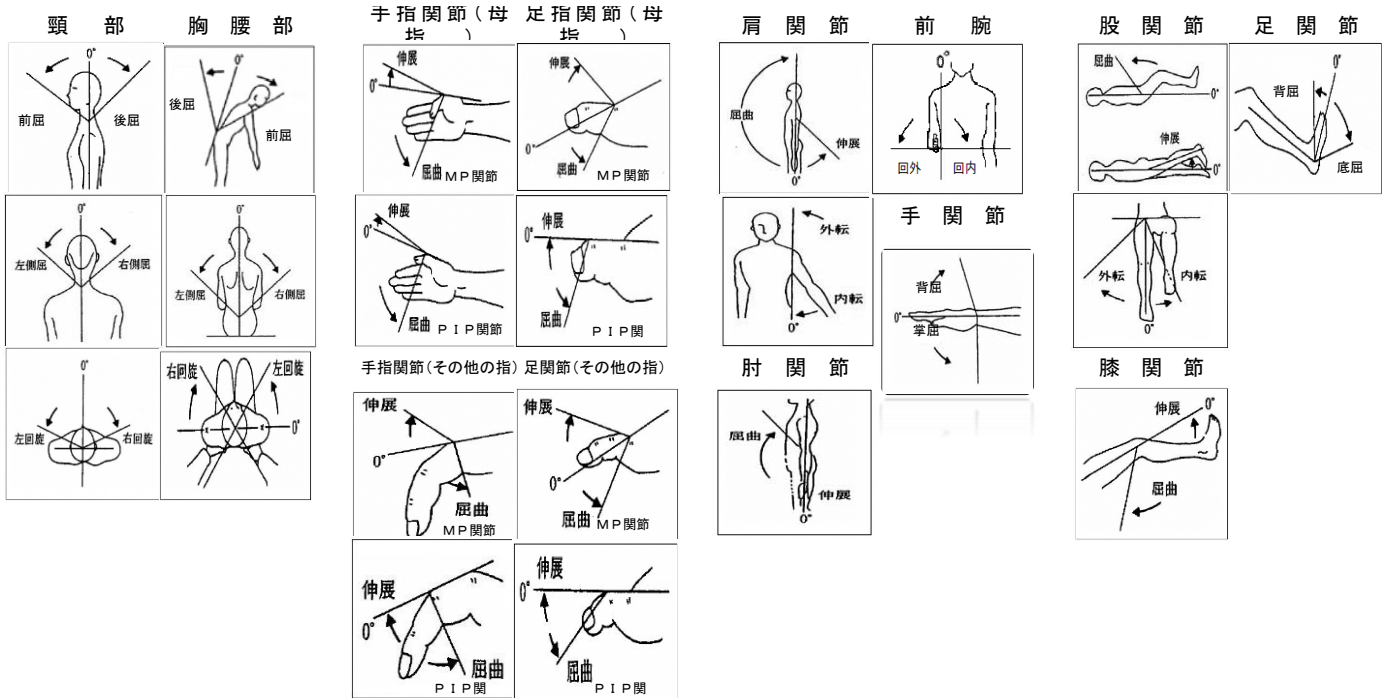 頸部
0°
前屈
後屈
0°
左側屈
右側屈
0°
左回旋
右回旋
胸腰部
0°
後屈
前屈
0°
左側屈
右側屈
右回旋
左回旋
0°
手指関節(母
指)
伸展
0°
屈曲
MP関節
伸展
0°
屈曲
PIP関節
足指関節(母
指)
伸展
0°
屈曲
MP関節
伸展
0°
屈曲
PIP関
手指関節(その他の指)
伸展
0°
屈曲
MP関節
伸展
0°
屈曲
PIP関
足関節(その他の指)
伸展
0°
屈曲
MP関節
伸展
0°
屈曲
PIP関
肩関節
屈曲
伸展
0°
外転
内転
0°
肘関節
屈曲
伸展
0°
前腕
0°
回外
回内
手関節
背屈
0°
掌屈
股関節
屈曲
0°
伸展
0°
外転
内転
0°
膝関節
伸展
0°
屈曲
足関節
0°
背屈
底屈